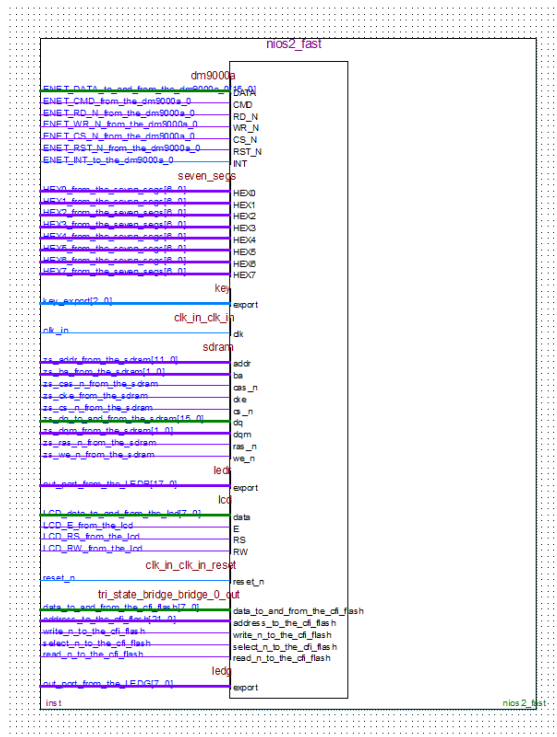 nios2_fast
dm9000a
ENET_DATA_to_and_from_the_dm9000a_0[15..0] DATA
ENET_CMD_from_the_dm9000a_0 CMD
ENET_RD_N_from_the_dm9000a_0 RD_N
ENET_WR_N_from_the_dm9000a_0 WR_N
ENET_CS_N_from_the_dm9000a_0 CS_N
ENET_RST_N_from_the_dm9000a_0 RST_N
ENET_INT_to_the_dm9000a_0 INT
seven_segs
HEX0_from_the_seven_segs[6..0] HEX0
HEX1_from_the_seven_segs[6..0] HEX1
HEX2_from_the_seven_segs[6..0] HEX2
HEX3_from_the_seven_segs[6..0] HEX3
HEX4_from_the_seven_segs[6..0] HEX4
HEX5_from_the_seven_segs[6..0] HEX5
HEX6_from_the_seven_segs[6..0] HEX6
HEX7_from_the_seven_segs[6..0] HEX7
key
key_export[2..0] export
clk_in_clk_in
clk_in clk
sdram
zs_addr_from_the_sdram[11..0] addr
zs_ba_from_the_sdram[1..0] ba
zs_cas_n_from_the_sdram cas_n
zs_cke_from_the_sdram cke
zs_cs_n_from_the_sdram cs_n
zs_dq_to_and_from_the_sdram[15..0] dq
zs_dqm_from_the_sdram[1..0] dqm
zs_ras_n_from_the_sdram ras_n
zs_we_n_from_the_sdram we_n
ledr
out_port_from_the_LEDR[17..0] export
lcd
LCD_data_to_and_from_the_lcd[7..0] data
LCD_E_from_the_lcd E
LCD_RS_from_the_lcd RS
LCD_RW_from_the_lcd RW
clk_in_clk_in_reset
reset_n reset_n
tri_state_bridge_bridge_0_out
data_to_and_from_the_cfi_flash[7..0] data_to_and_from_the_cfi_flash
address_to_the_cfi_flash[21..0] address_to_the_cfi_flash
write_n_to_the_cfi_flash write_n_to_the_cfi_flash
select_n_to_the_cfi_flash select_n_to_the_cfi_flash
read_n_to_the_cfi_flash read_n_to_the_cfi_flash
ledg
out_port_from_the_LEDG[7..0] export
inst nios2_fast